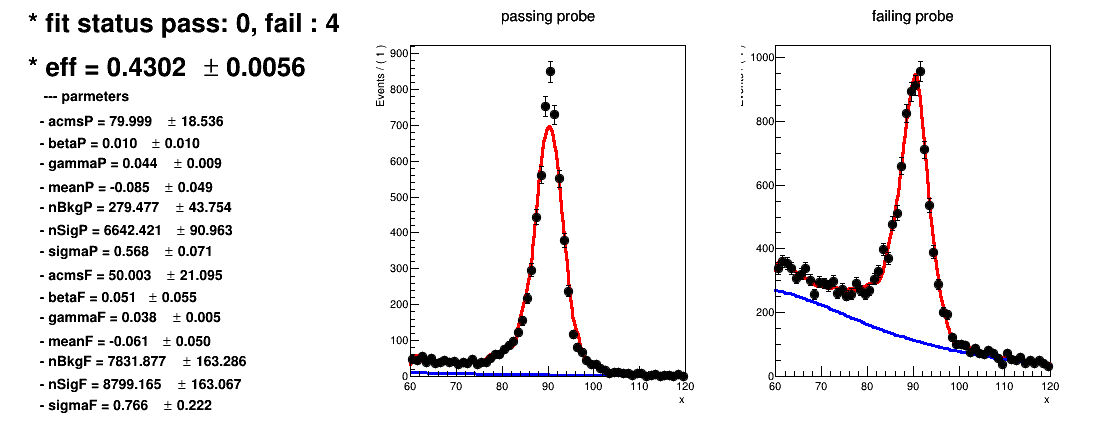 * fit status pass: 0, fail : 4
* eff = 0.4302 ± 0.0056
--- parmeters
- acmsP = 79.999 ± 18.536
- betaP = 0.010 ± 0.010
- gammaP = 0.044 ± 0.009
- meanP = -0.085 ± 0.049
- nBkgP = 279.477 ± 43.754
- nSigP = 6642.421 ± 90.963
- sigmaP = 0.568 ± 0.071
- acmsF = 50.003 ± 21.095
- betaF = 0.051 ± 0.055
- gammaF = 0.038 ± 0.005
- meanF = -0.061 ± 0.050
- nBkgF = 7831.877 ± 163.286
- nSigF = 8799.165 ± 163.067
- sigmaF = 0.766 ± 0.222
passing probe
Events / ( 1 )
900
800
700
600
500
400
300
200
100
0
60 70 80 90 100 110 120
x
failing probe
1000
800
600
400
200
0
60 70 80 90 100 110 120
x